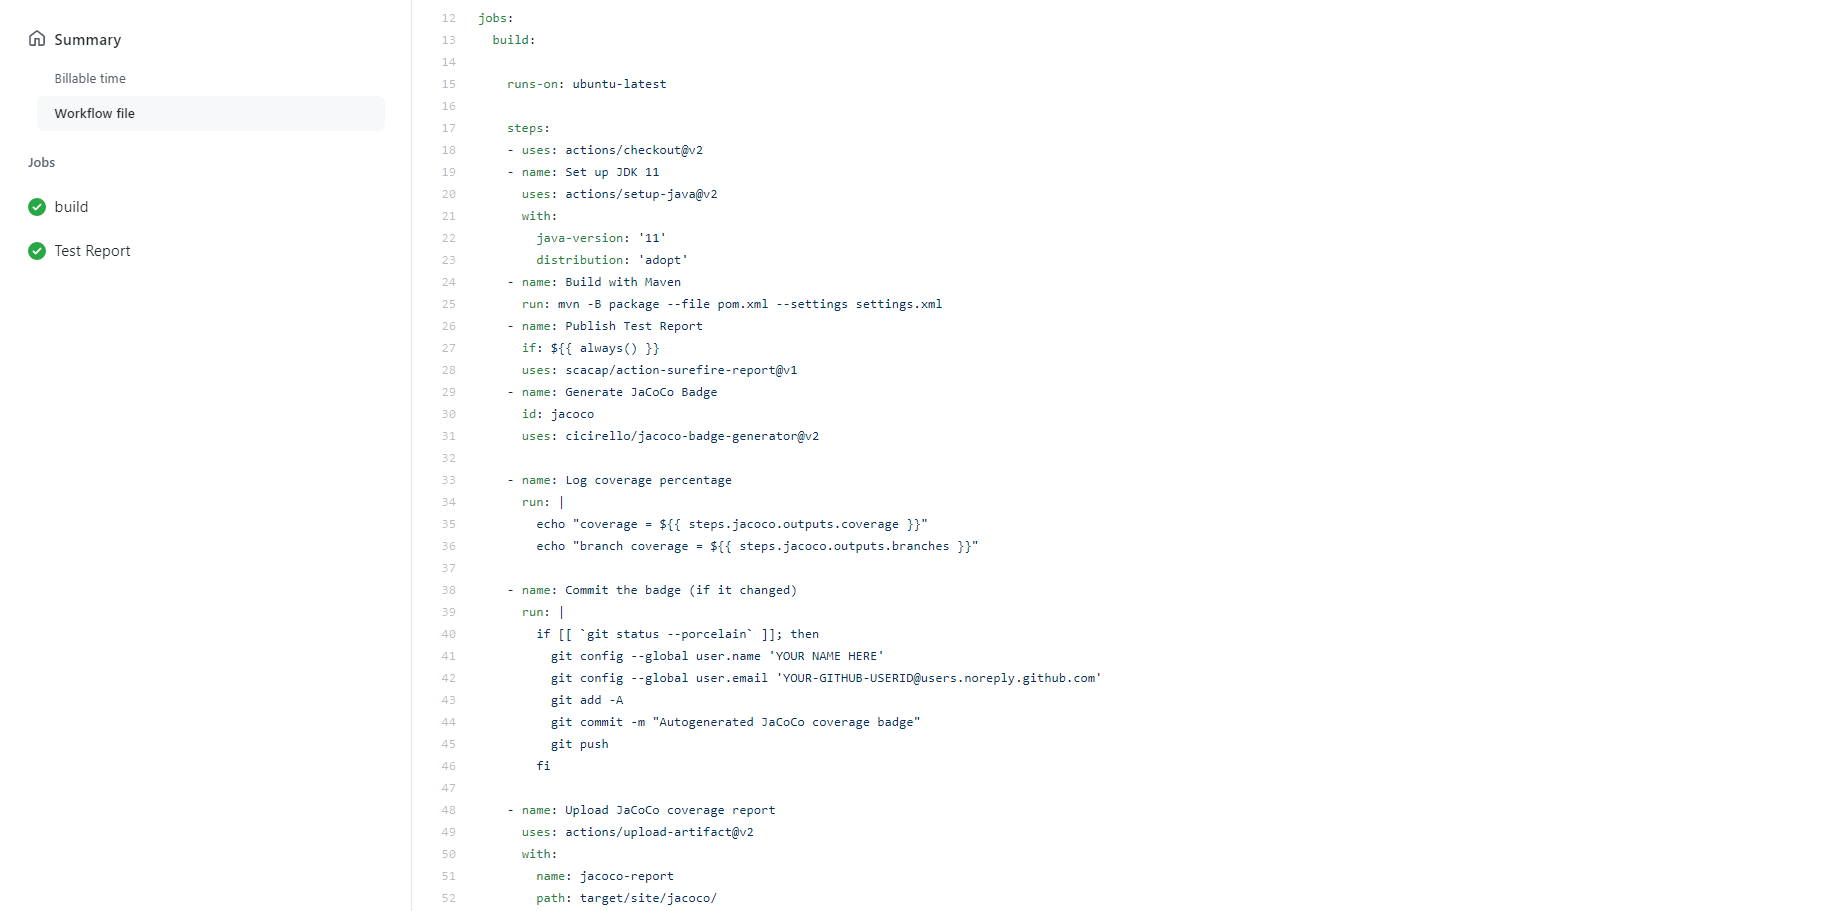 Summary
Billable time
Workflow file
Jobs
build
Test Report
12 jobs:
13   build:
14
15     runs-on: ubuntu-latest
16
17     steps:
18     - uses: actions/checkout@v2
19     - name: Set up JDK 11
20       uses: actions/setup-java@v2
21       with:
22         java-version: '11'
23         distribution: 'adopt'
24     - name: Build with Maven
25       run: mvn -B package --file pom.xml --settings settings.xml
26     - name: Publish Test Report
27       if: ${{ always() }}
28       uses: scacap/action-surefire-report@v1
29     - name: Generate JaCoCo Badge
30       id: jacoco
31       uses: cicirello/jacoco-badge-generator@v2
32
33     - name: Log coverage percentage
34       run: |
35         echo "coverage = ${{ steps.jacoco.outputs.coverage }}"
36         echo "branch coverage = ${{ steps.jacoco.outputs.branches }}"
37
38     - name: Commit the badge (if it changed)
39       run: |
40         if [[ `git status --porcelain` ]]; then
41           git config --global user.name 'YOUR NAME HERE'
42           git config --global user.email 'YOUR-GITHUB-USERID@users.noreply.github.com'
43           git add -A
44           git commit -m "Autogenerated JaCoCo coverage badge"
45           git push
46         fi
47
48     - name: Upload JaCoCo coverage report
49       uses: actions/upload-artifact@v2
50       with:
51         name: jacoco-report
52         path: target/site/jacoco/